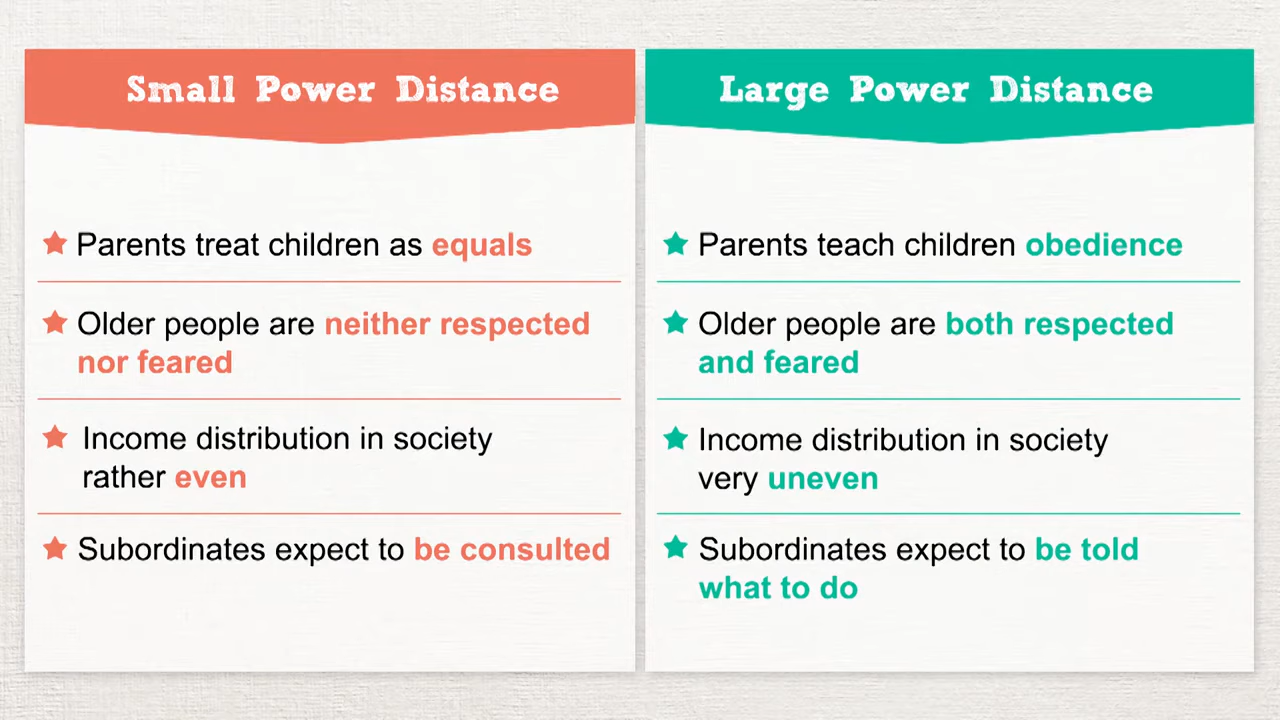 Small Power Distance
Parents treat children as equals
Older people are neither respected
nor feared
Income distribution in society
rather even
Subordinates expect to be consulted
Large Power Distance
Parents teach children obedience
Older people are both respected
and feared
Income distribution in society
very uneven
Subordinates expect to be told
what to do